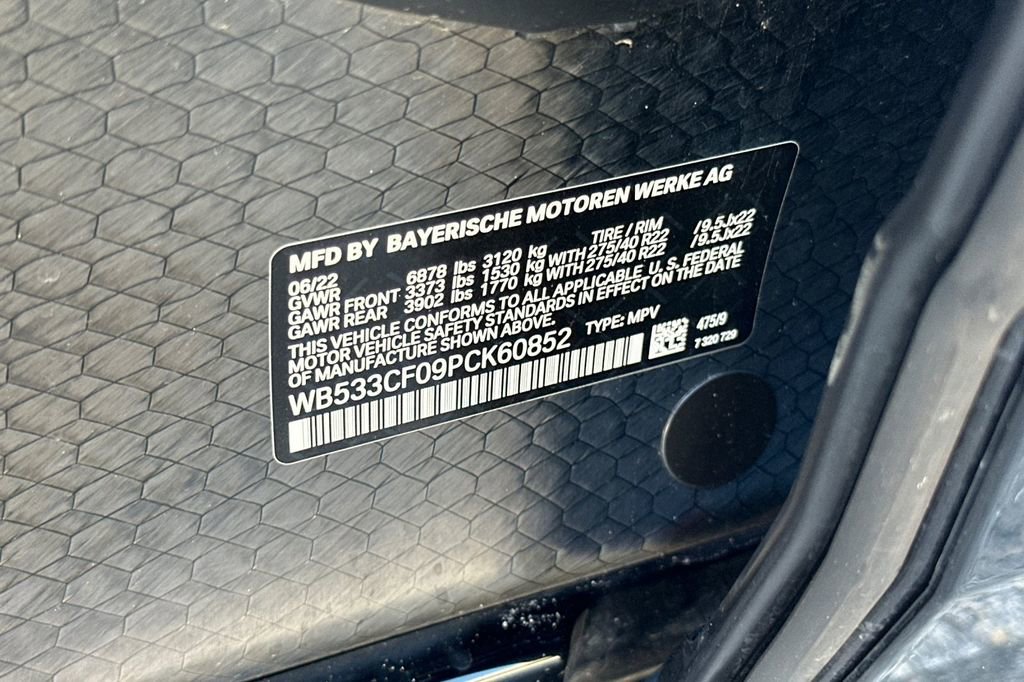 MFD BY BAYERISCHE MOTOREN WERKE AG
06/22 TIRE / RIM
GVWR 6878 lbs 3120 kg
GAWR FRONT 3373 lbs 1530 kg WITH 275/40 R22 /9.5Jx22
GAWR REAR 3902 lbs 1770 kg WITH 275/40 R22 /9.5Jx22
THIS VEHICLE CONFORMS TO ALL APPLICABLE U. S. FEDERAL
MOTOR VEHICLE SAFETY STANDARDS IN EFFECT ON THE DATE
OF MANUFACTURE SHOWN ABOVE.
WB533CF09PCK60852 TYPE: MPV
475/9
7 320 729